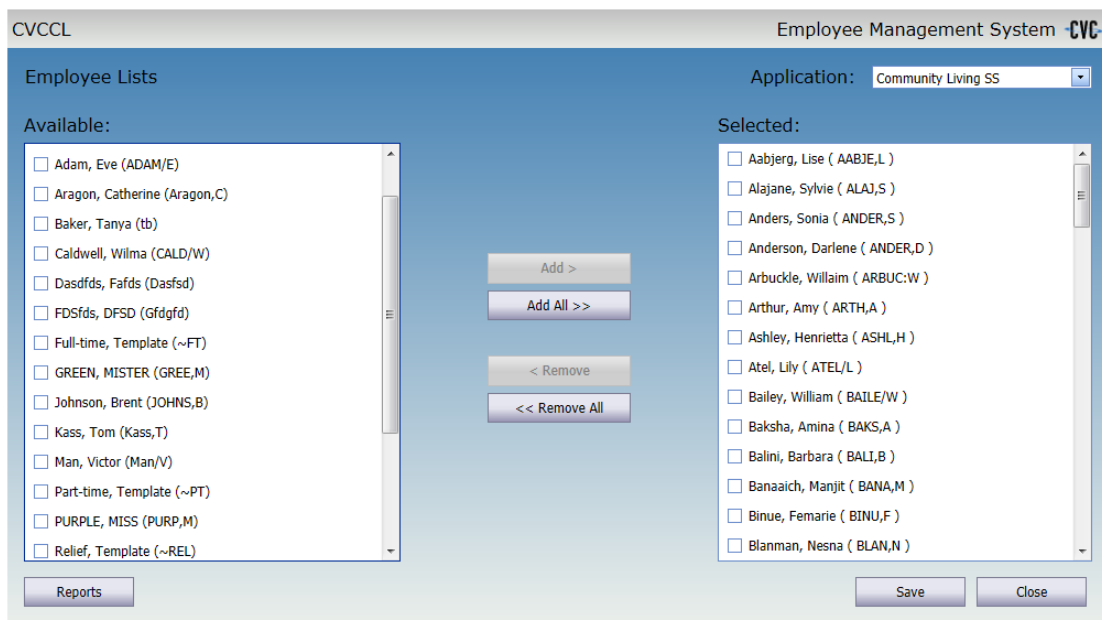 CVCCL
Employee Management System CVC
Employee Lists
Application: Community Living SS
Available:
Adam, Eve (ADAM/E)
Aragon, Catherine (Aragon,C)
Baker, Tanya (tb)
Caldwell, Wilma (CALD/W)
Dasdfds, Fafds (Dasfsd)
FDSfds, DFSD (Gfdgfd)
Full-time, Template (~FT)
GREEN, MISTER (GREE,M)
Johnson, Brent (JOHNS,B)
Kass, Tom (Kass,T)
Man, Victor (Man/V)
Part-time, Template (~PT)
PURPLE, MISS (PURP,M)
Relief, Template (~REL)
Add >
Add All >>
< Remove
<< Remove All
Selected:
Aabjerg, Lise ( AABJE,L )
Alajane, Sylvie ( ALAJ,S )
Anders, Sonia ( ANDER,S )
Anderson, Darlene ( ANDER,D )
Arbuckle, Willaim ( ARBUC:W )
Arthur, Amy ( ARTH,A )
Ashley, Henrietta ( ASHL,H )
Atel, Lily ( ATEL/L )
Bailey, William ( BAILE/W )
Baksha, Amina ( BAKS,A )
Balini, Barbara ( BALI,B )
Banaaich, Manjit ( BANA,M )
Binue, Femarie ( BINU,F )
Blanman, Nesna ( BLAN,N )
Reports
Save
Close